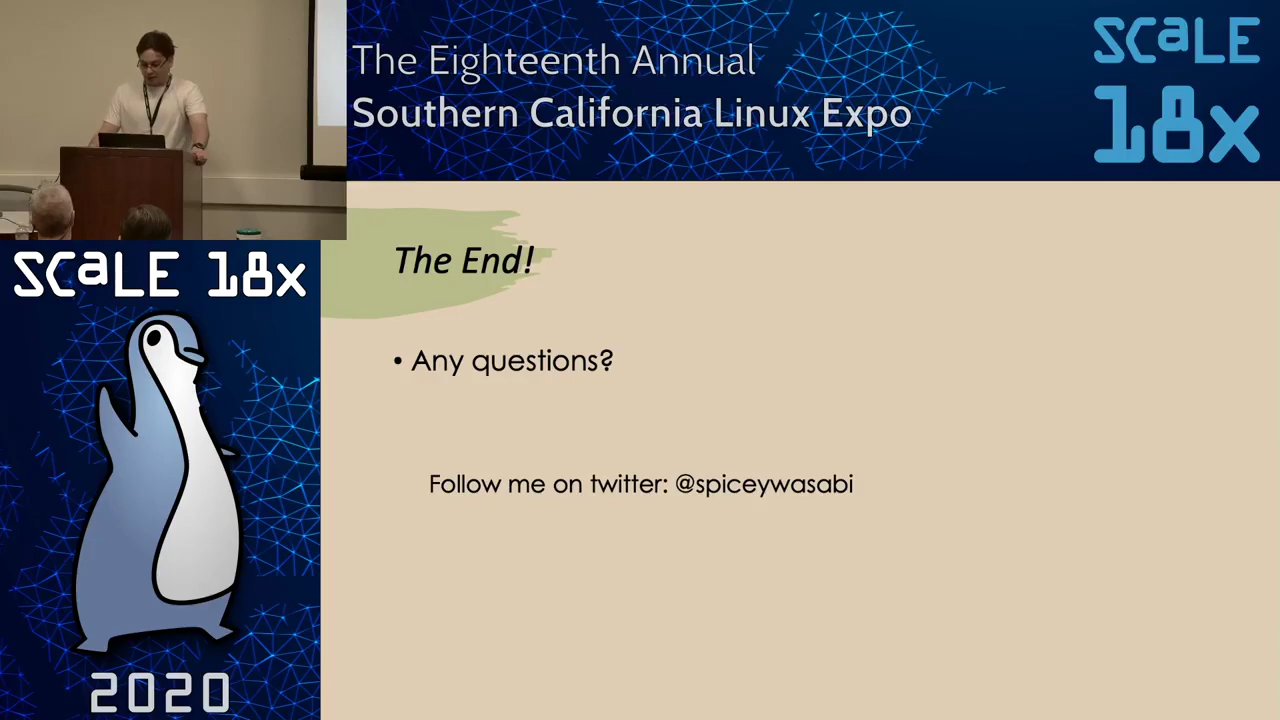 The Eighteenth Annual
Southern California Linux Expo
SCaLE
18x
SCaLE 18x
2020
The End!
• Any questions?
Follow me on twitter: @spiceywasabi